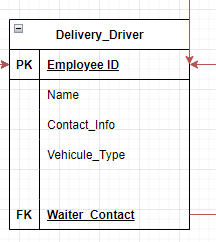 Delivery_Driver
PK Employee ID
Name
Contact_Info
Vehicule_Type
FK Waiter_Contact